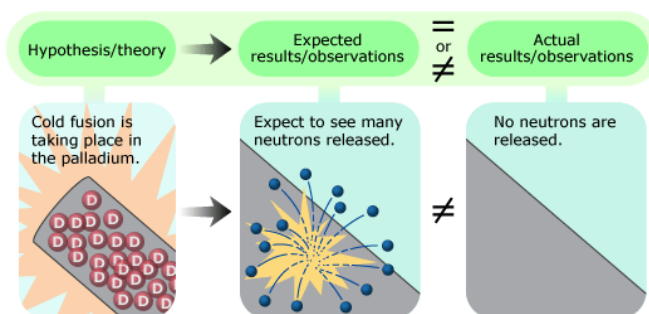 Hypothesis/theory
Expected
results/observations
=
or
≠
Actual
results/observations
Cold fusion is
taking place in
the palladium.
Expect to see many
neutrons released.
No neutrons are
released.
D
D D D
D D D D
D D D D
D D D D
D D D
D D D
≠